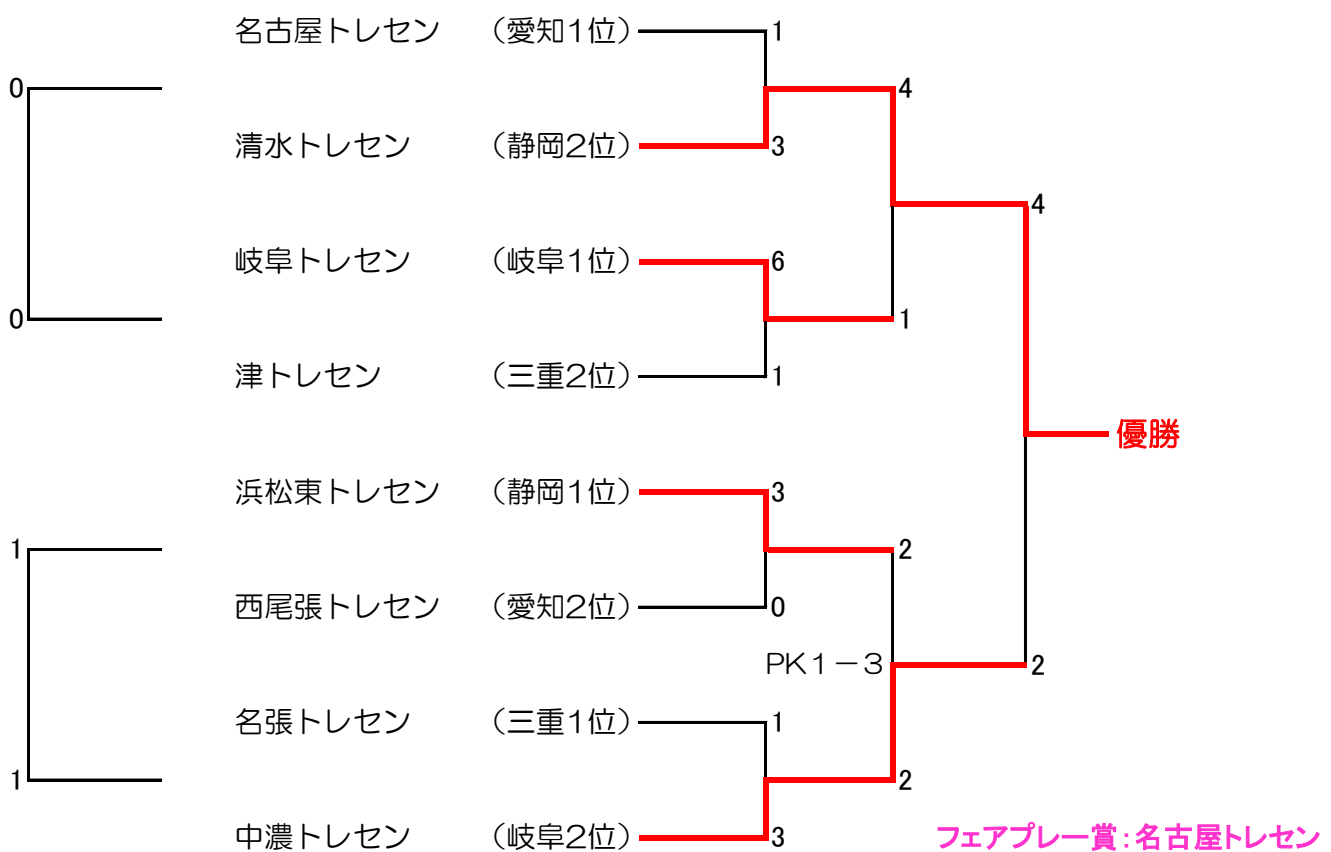 名古屋トレセン （愛知1位） 1
0 4
清水トレセン （静岡2位） 3
4
岐阜トレセン （岐阜1位） 6
0 1
津トレセン （三重2位） 1
優勝
浜松東トレセン （静岡1位） 3
1 2
西尾張トレセン （愛知2位） 0
PK1－3 2
名張トレセン （三重1位） 1
1 2
中濃トレセン （岐阜2位） 3 フェアプレー賞：名古屋トレセン